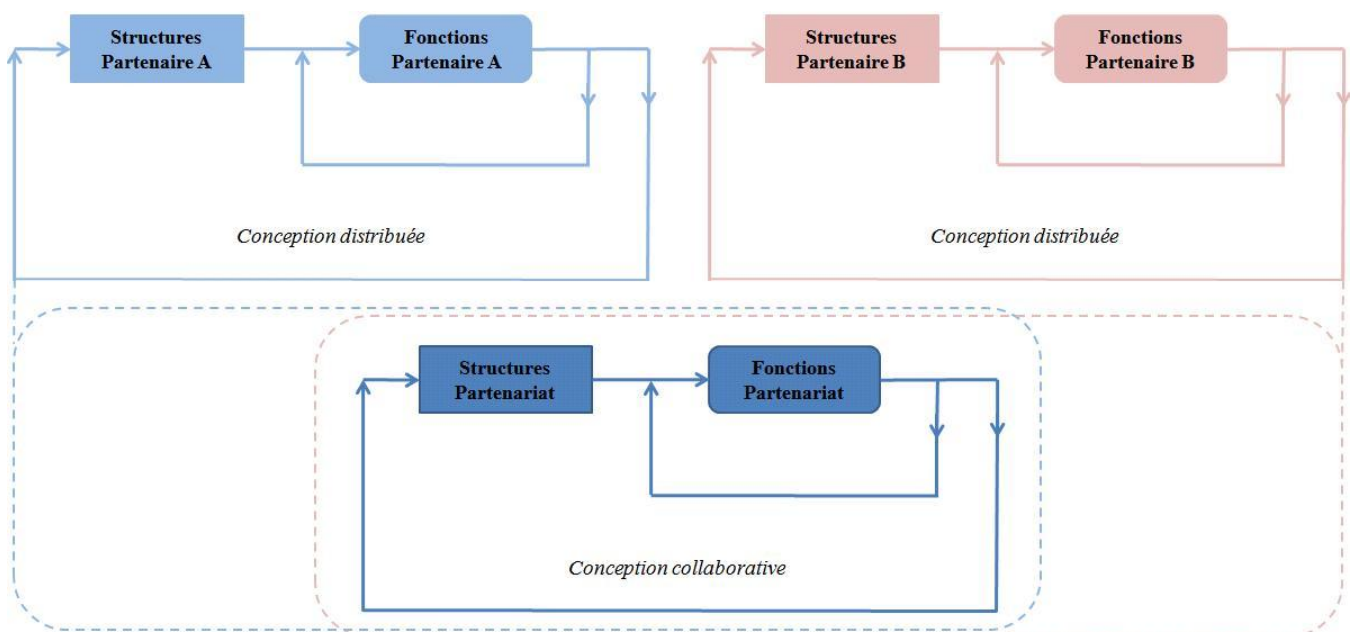 Structures
Partenaire A
Fonctions
Partenaire A
Structures
Partenaire B
Fonctions
Partenaire B
Conception distribuée
Conception distribuée
Structures
Partenariat
Fonctions
Partenariat
Conception collaborative